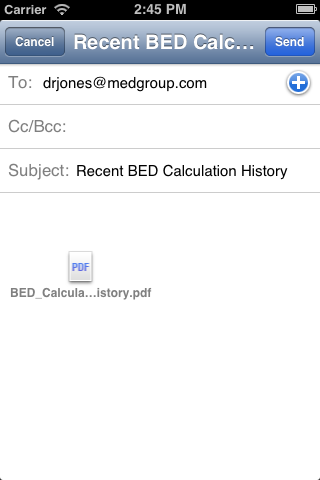 Carrier 2:45 PM
Cancel Recent BED Calc... Send
To: drjones@medgroup.com
Cc/Bcc:
Subject: Recent BED Calculation History
PDF
BED_Calcula...istory.pdf